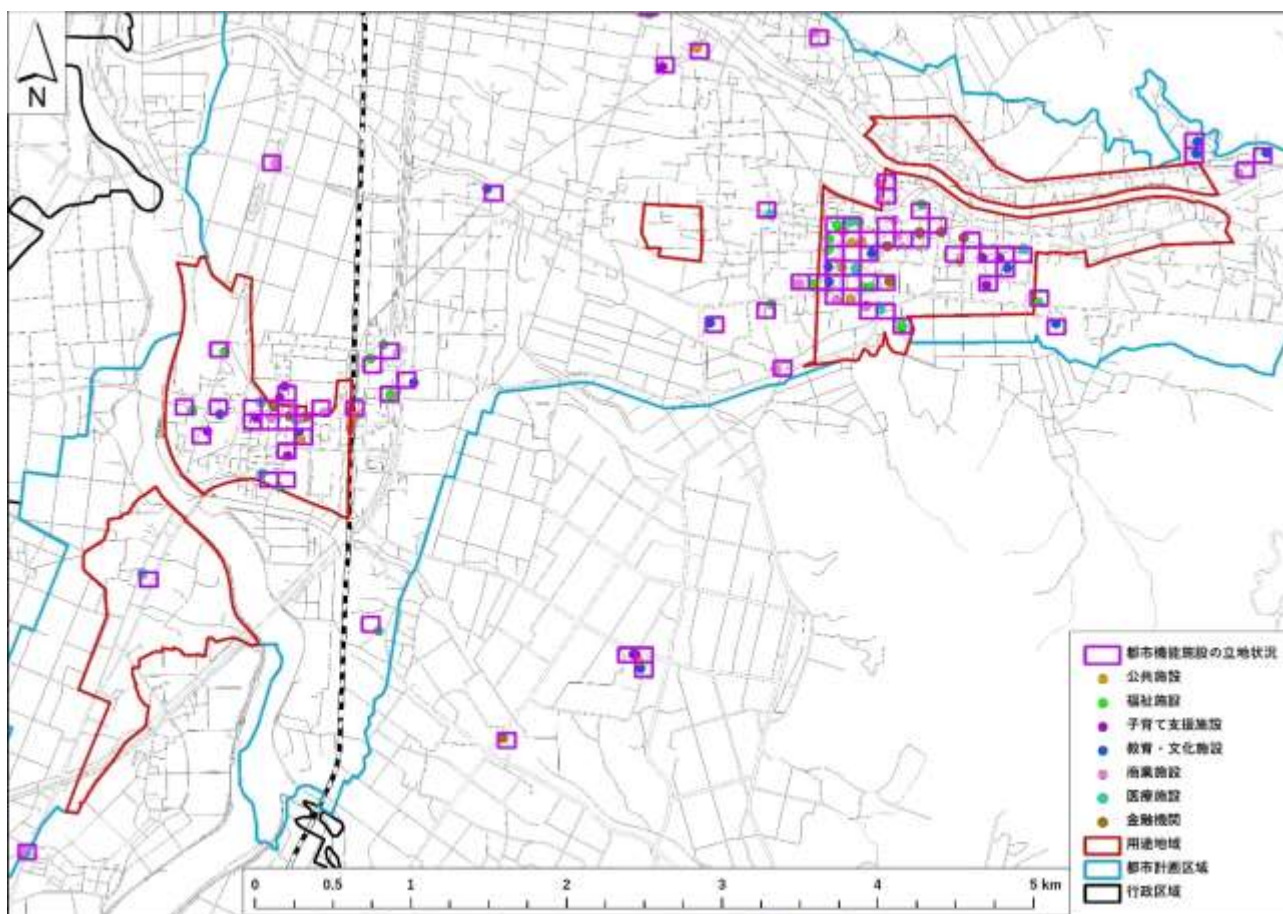 N
都市機能施設の立地状況
公共施設
福祉施設
子育て支援施設
教育・文化施設
商業施設
医療施設
金融機関
用途地域
都市計画区域
行政区域
0 0.5 1 2 3 4 5 km